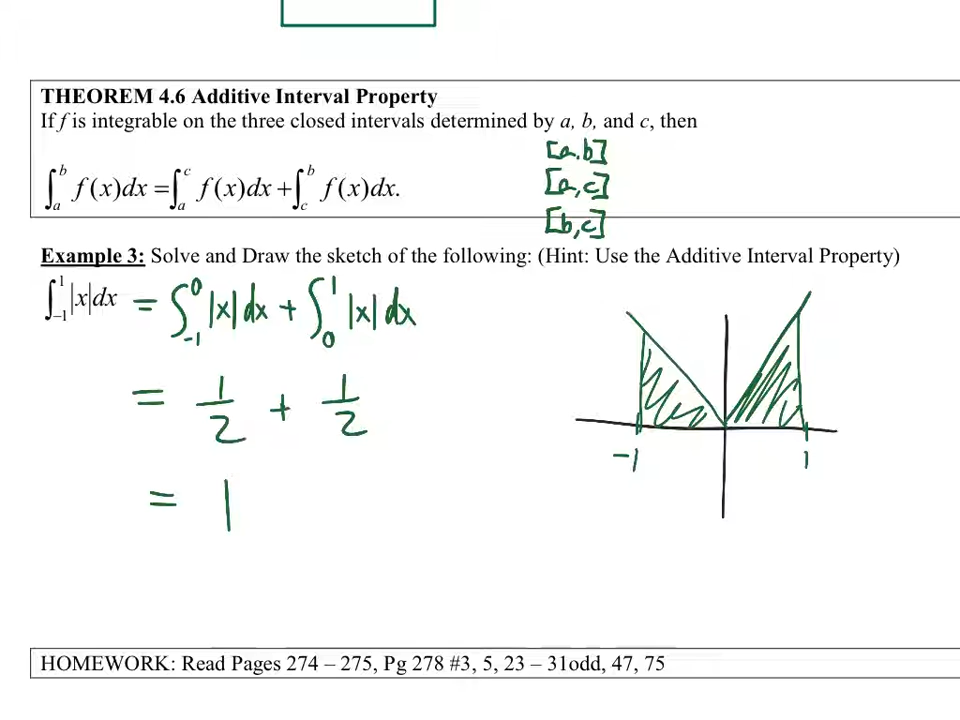 THEOREM 4.6 Additive Interval Property
If f is integrable on the three closed intervals determined by a, b, and c, then
[a,b]
∫_a^b f(x)dx =∫_a^c f(x)dx +∫_c^b f(x)dx.
[a,c]
[b,c]
Example 3: Solve and Draw the sketch of the following: (Hint: Use the Additive Interval Property)
∫_{-1}^1 |x|dx = ∫_{-1}^0 |x|dx + ∫_0^1 |x|dx
= 1/2 + 1/2
-1 1
= 1
HOMEWORK: Read Pages 274 – 275, Pg 278 #3, 5, 23 – 31odd, 47, 75